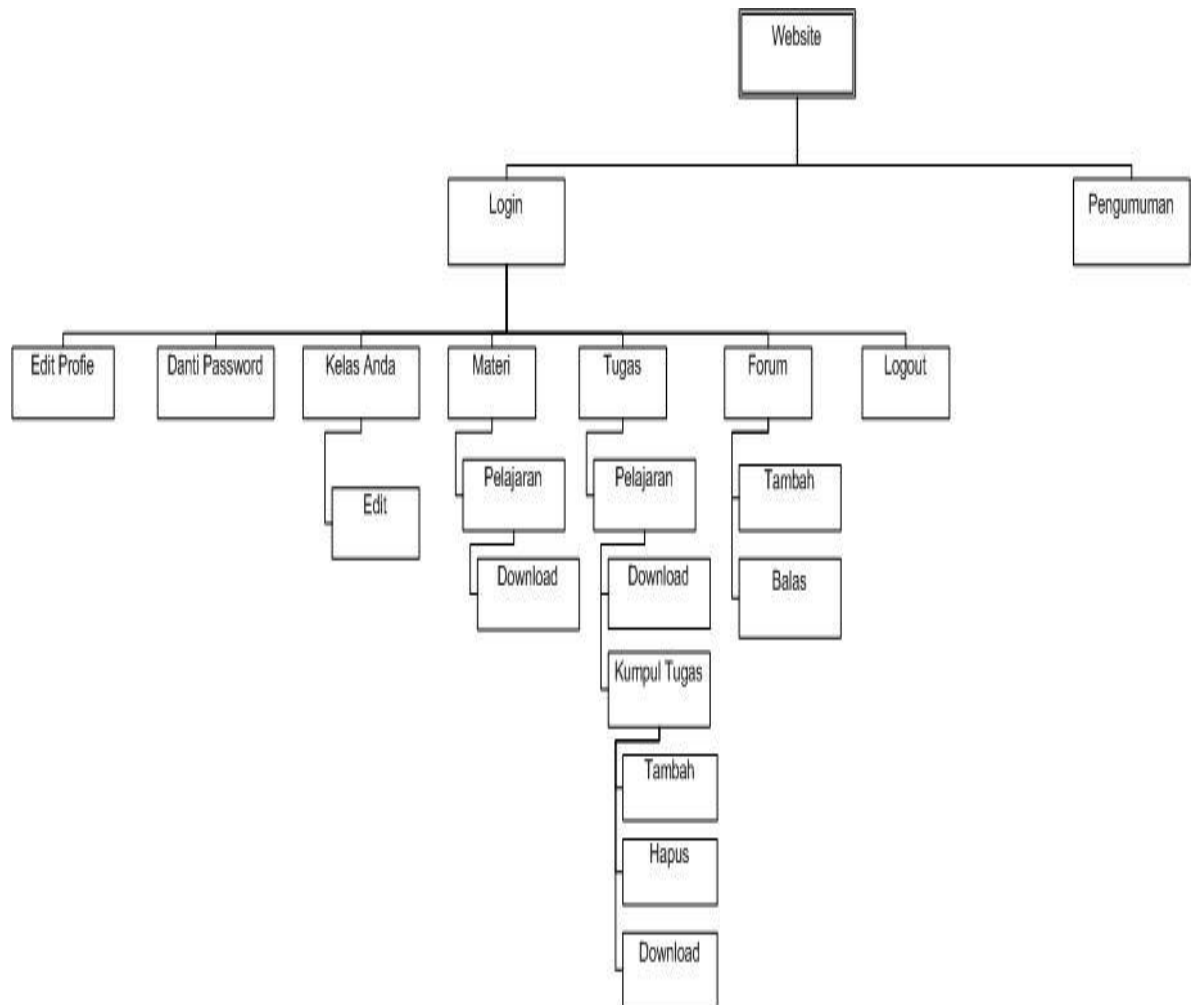 Website
Login
Pengumuman
Edit Profie
Danti Password
Kelas Anda
Materi
Tugas
Forum
Logout
Pelajaran
Pelajaran
Tambah
Edit
Download
Download
Balas
Kumpul Tugas
Tambah
Hapus
Download